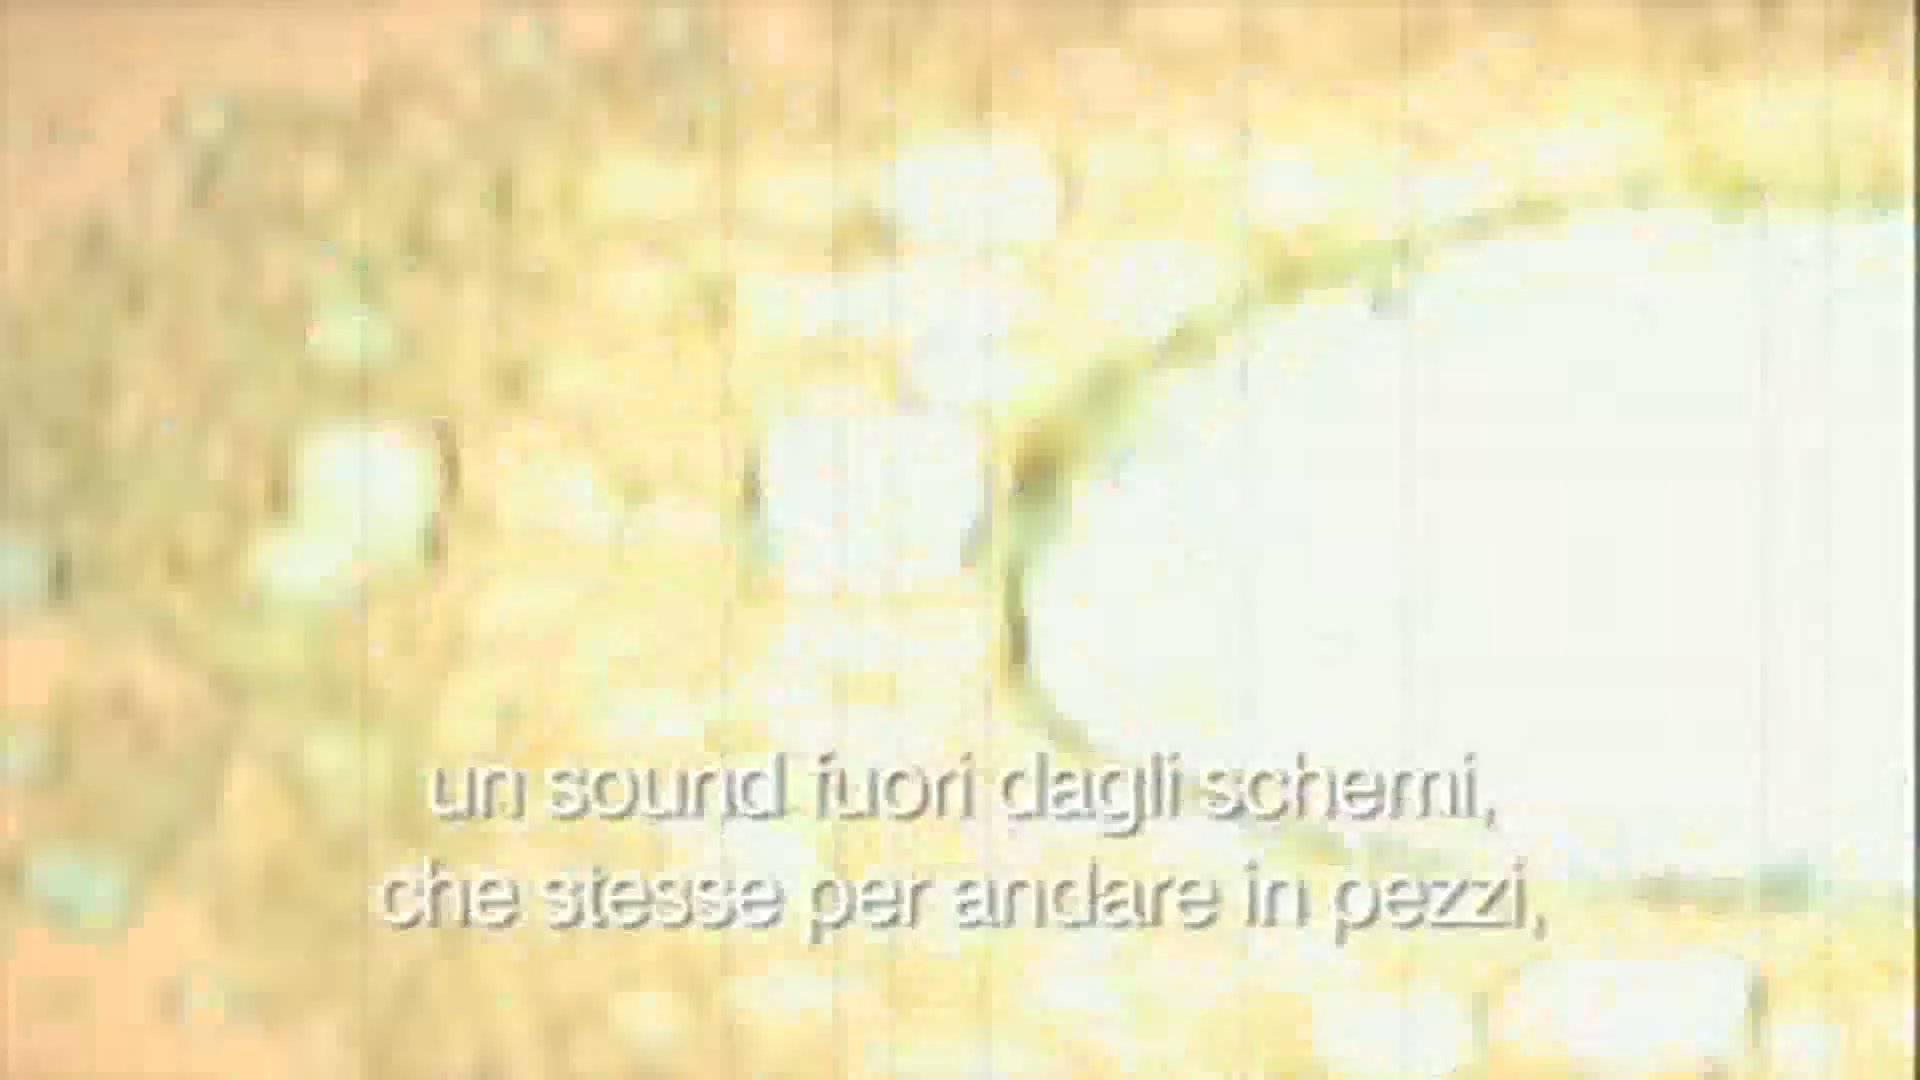 un sound fuori dagli schemi,
che stesse per andare in pezzi,